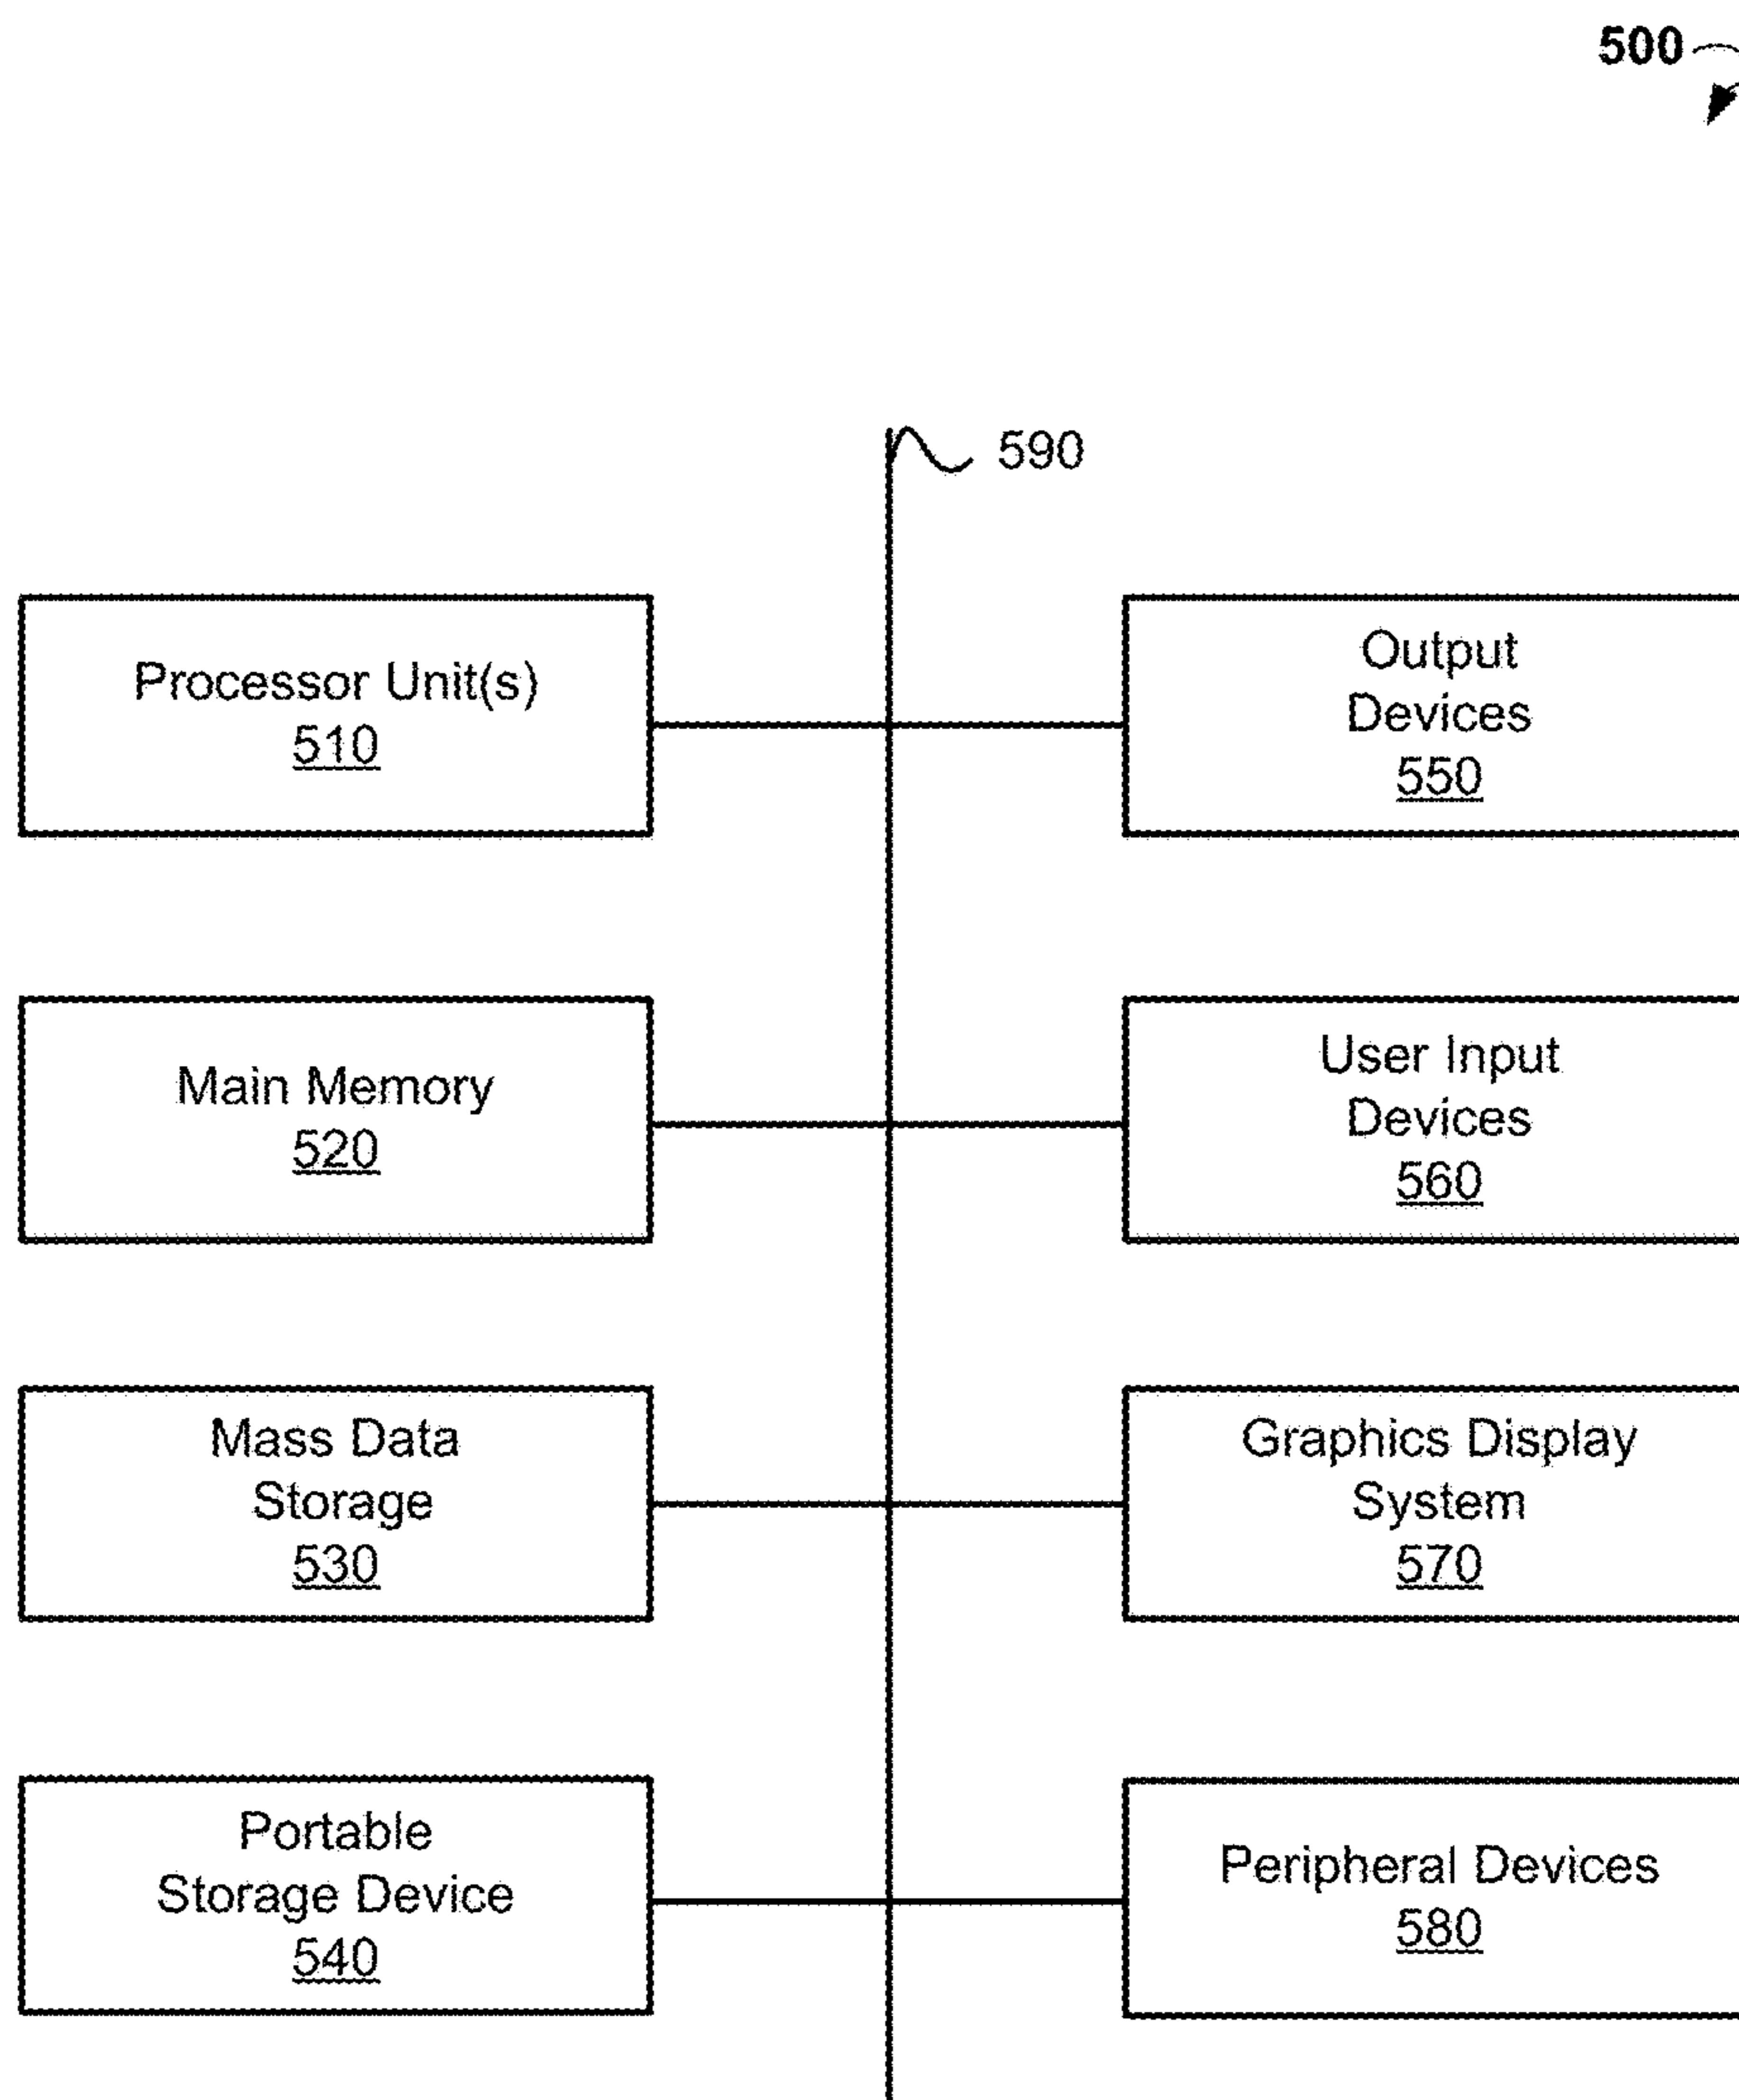 500
590
Processor Unit(s)
510
Output
Devices
550
Main Memory
520
User Input
Devices
560
Mass Data
Storage
530
Graphics Display
System
570
Portable
Storage Device
540
Peripheral Devices
580